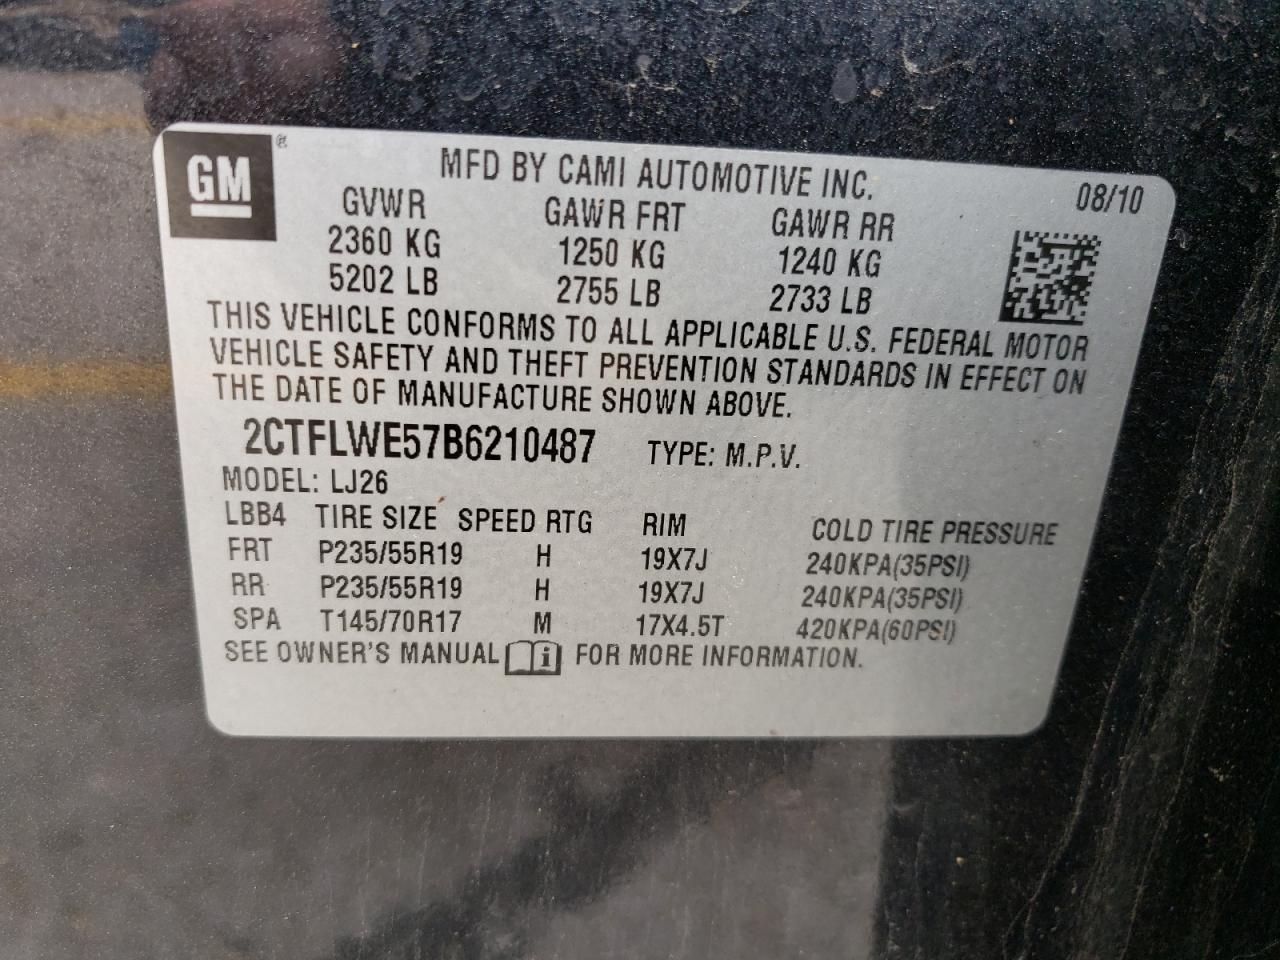 GM ®
MFD BY CAMI AUTOMOTIVE INC. 08/10
GVWR GAWR FRT GAWR RR
2360 KG 1250 KG 1240 KG
5202 LB 2755 LB 2733 LB
THIS VEHICLE CONFORMS TO ALL APPLICABLE U.S. FEDERAL MOTOR
VEHICLE SAFETY AND THEFT PREVENTION STANDARDS IN EFFECT ON
THE DATE OF MANUFACTURE SHOWN ABOVE.
2CTFLWE57B6210487 TYPE: M.P.V.
MODEL: LJ26
LBB4 TIRE SIZE SPEED RTG RIM COLD TIRE PRESSURE
FRT P235/55R19 H 19X7J 240KPA(35PSI)
RR P235/55R19 H 19X7J 240KPA(35PSI)
SPA T145/70R17 M 17X4.5T 420KPA(60PSI)
SEE OWNER'S MANUAL i FOR MORE INFORMATION.